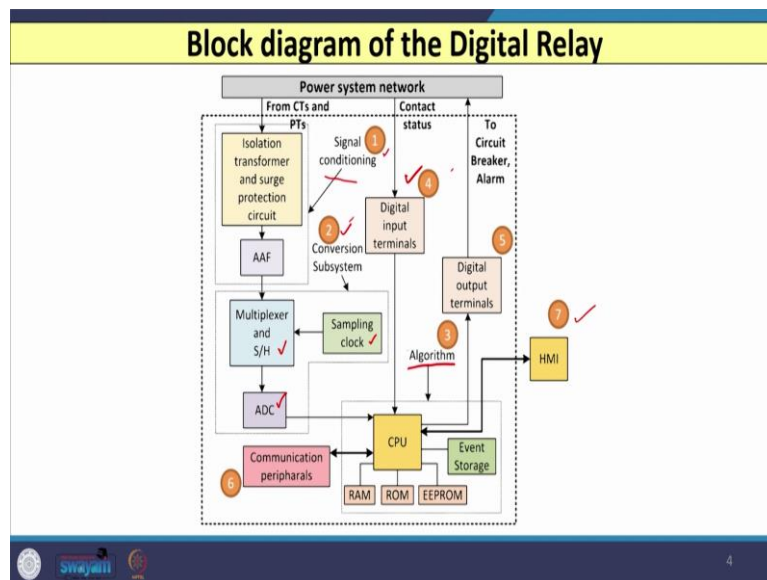 Block diagram of the Digital Relay
Power system network
From CTs and
PTs
Contact
status
To
Circuit
Breaker,
Alarm
Isolation
transformer
and surge
protection
circuit
Signal
conditioning
1
AAF
2
Conversion
Subsystem
4
Digital
input
terminals
5
Digital
output
terminals
Multiplexer
and
S/H
Sampling
clock
3
Algorithm
7
HMI
ADC
CPU
Event
Storage
Communication
peripharals
6
RAM
ROM
EEPROM
swayam
4